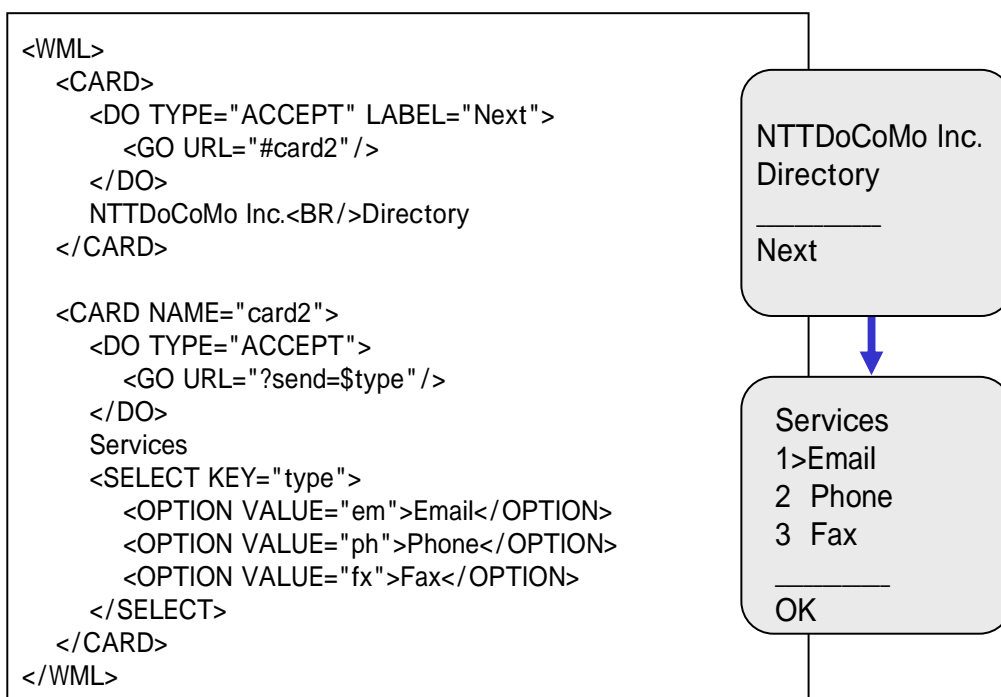 <WML>
<CARD>
<DO TYPE="ACCEPT" LABEL="Next">
<GO URL="#card2"/>
</DO>
NTTDoCoMo Inc.<BR/>Directory
</CARD>
<CARD NAME="card2">
<DO TYPE="ACCEPT">
<GO URL="?send=$type"/>
</DO>
Services
<SELECT KEY="type">
<OPTION VALUE="em">Email</OPTION>
<OPTION VALUE="ph">Phone</OPTION>
<OPTION VALUE="fx">Fax</OPTION>
</SELECT>
</CARD>
</WML>
NTTDoCoMo Inc.
Directory
Next
Services
1>Email
2 Phone
3 Fax
OK